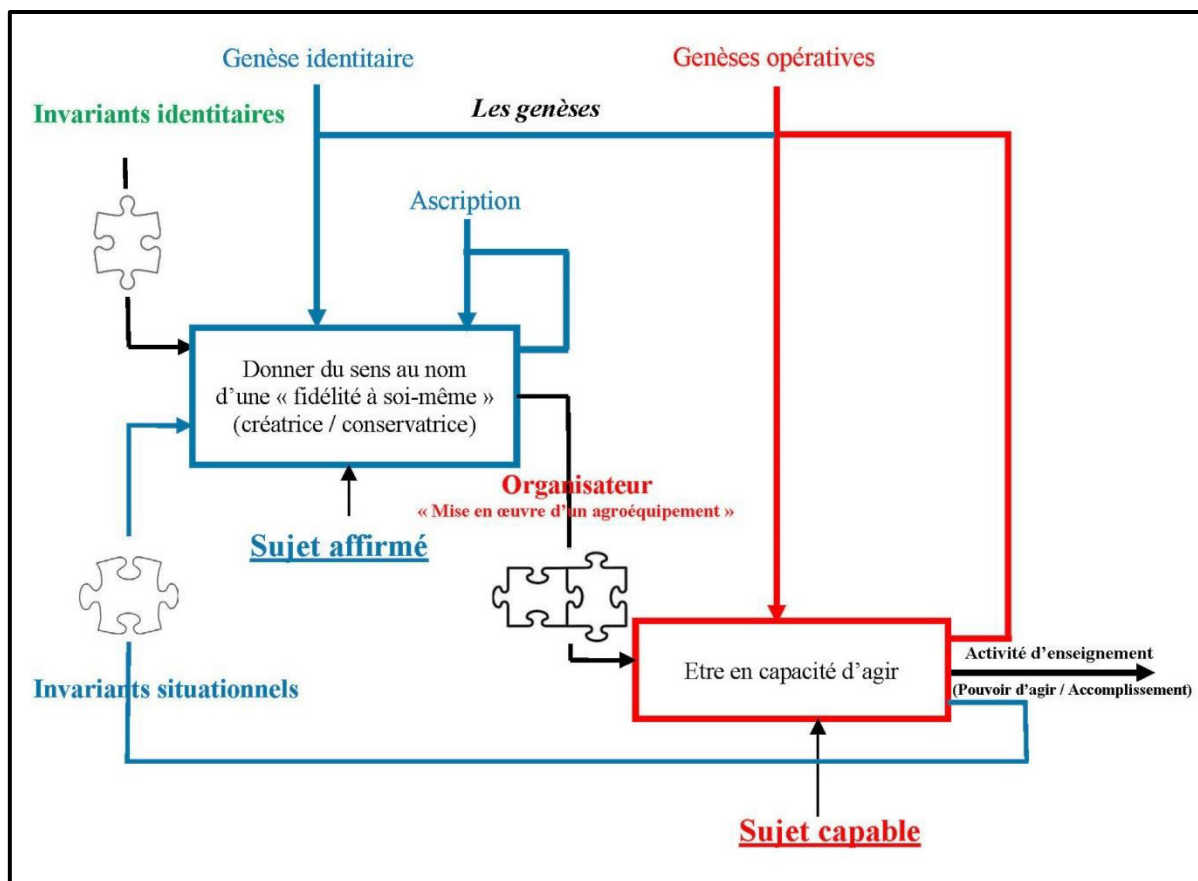 Genèse identitaire
Genèses opératives
Invariants identitaires
Les genèses
Ascription
Donner du sens au nom
d’une « fidélité à soi-même »
(créatrice / conservatrice)
Organisateur
« Mise en œuvre d’un agroéquipement »
Sujet affirmé
Invariants situationnels
Etre en capacité d’agir
Activité d’enseignement
(Pouvoir d’agir / Accomplissement)
Sujet capable